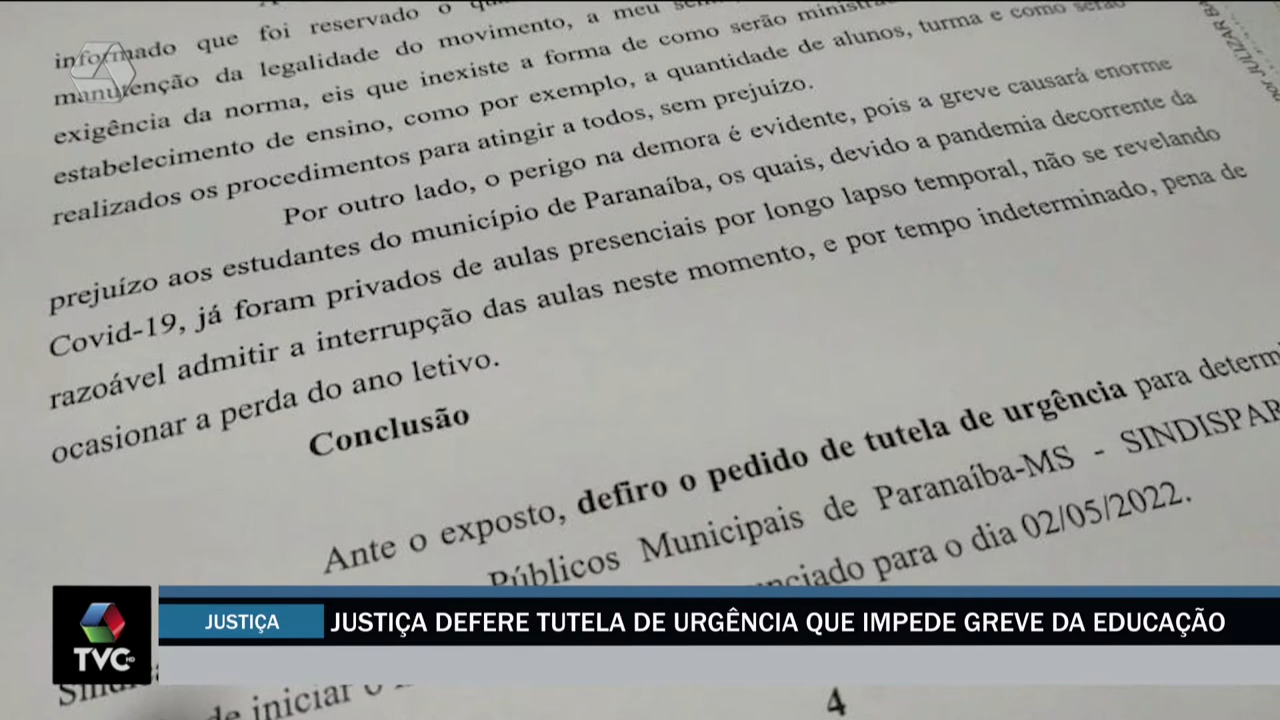 informado que foi reservado o
manutenção da legalidade do movimento, a meu
exigência da norma, eis que inexiste a forma de como serão
estabelecimento de ensino, como por exemplo, a quantidade de alunos, turma e como serão
realizados os procedimentos para atingir a todos, sem prejuízo.
Por outro lado, o perigo na demora é evidente, pois a greve causará enorme
prejuízo aos estudantes do município de Paranaíba, os quais, devido a pandemia decorrente da
Covid-19, já foram privados de aulas presenciais por longo lapso temporal, não se revelando
razoável admitir a interrupção das aulas neste momento, e por tempo indeterminado, pena de
ocasionar a perda do ano letivo.
Conclusão
Ante o exposto, defiro o pedido de tutela de urgência para
Públicos Municipais de Paranaíba-MS - SINDISPAR
para o dia 02/05/2022.
JUSTIÇA
JUSTIÇA DEFERE TUTELA DE URGÊNCIA QUE IMPEDE GREVE DA EDUCAÇÃO
TVC HD
de iniciar o
4
por JULIZAR